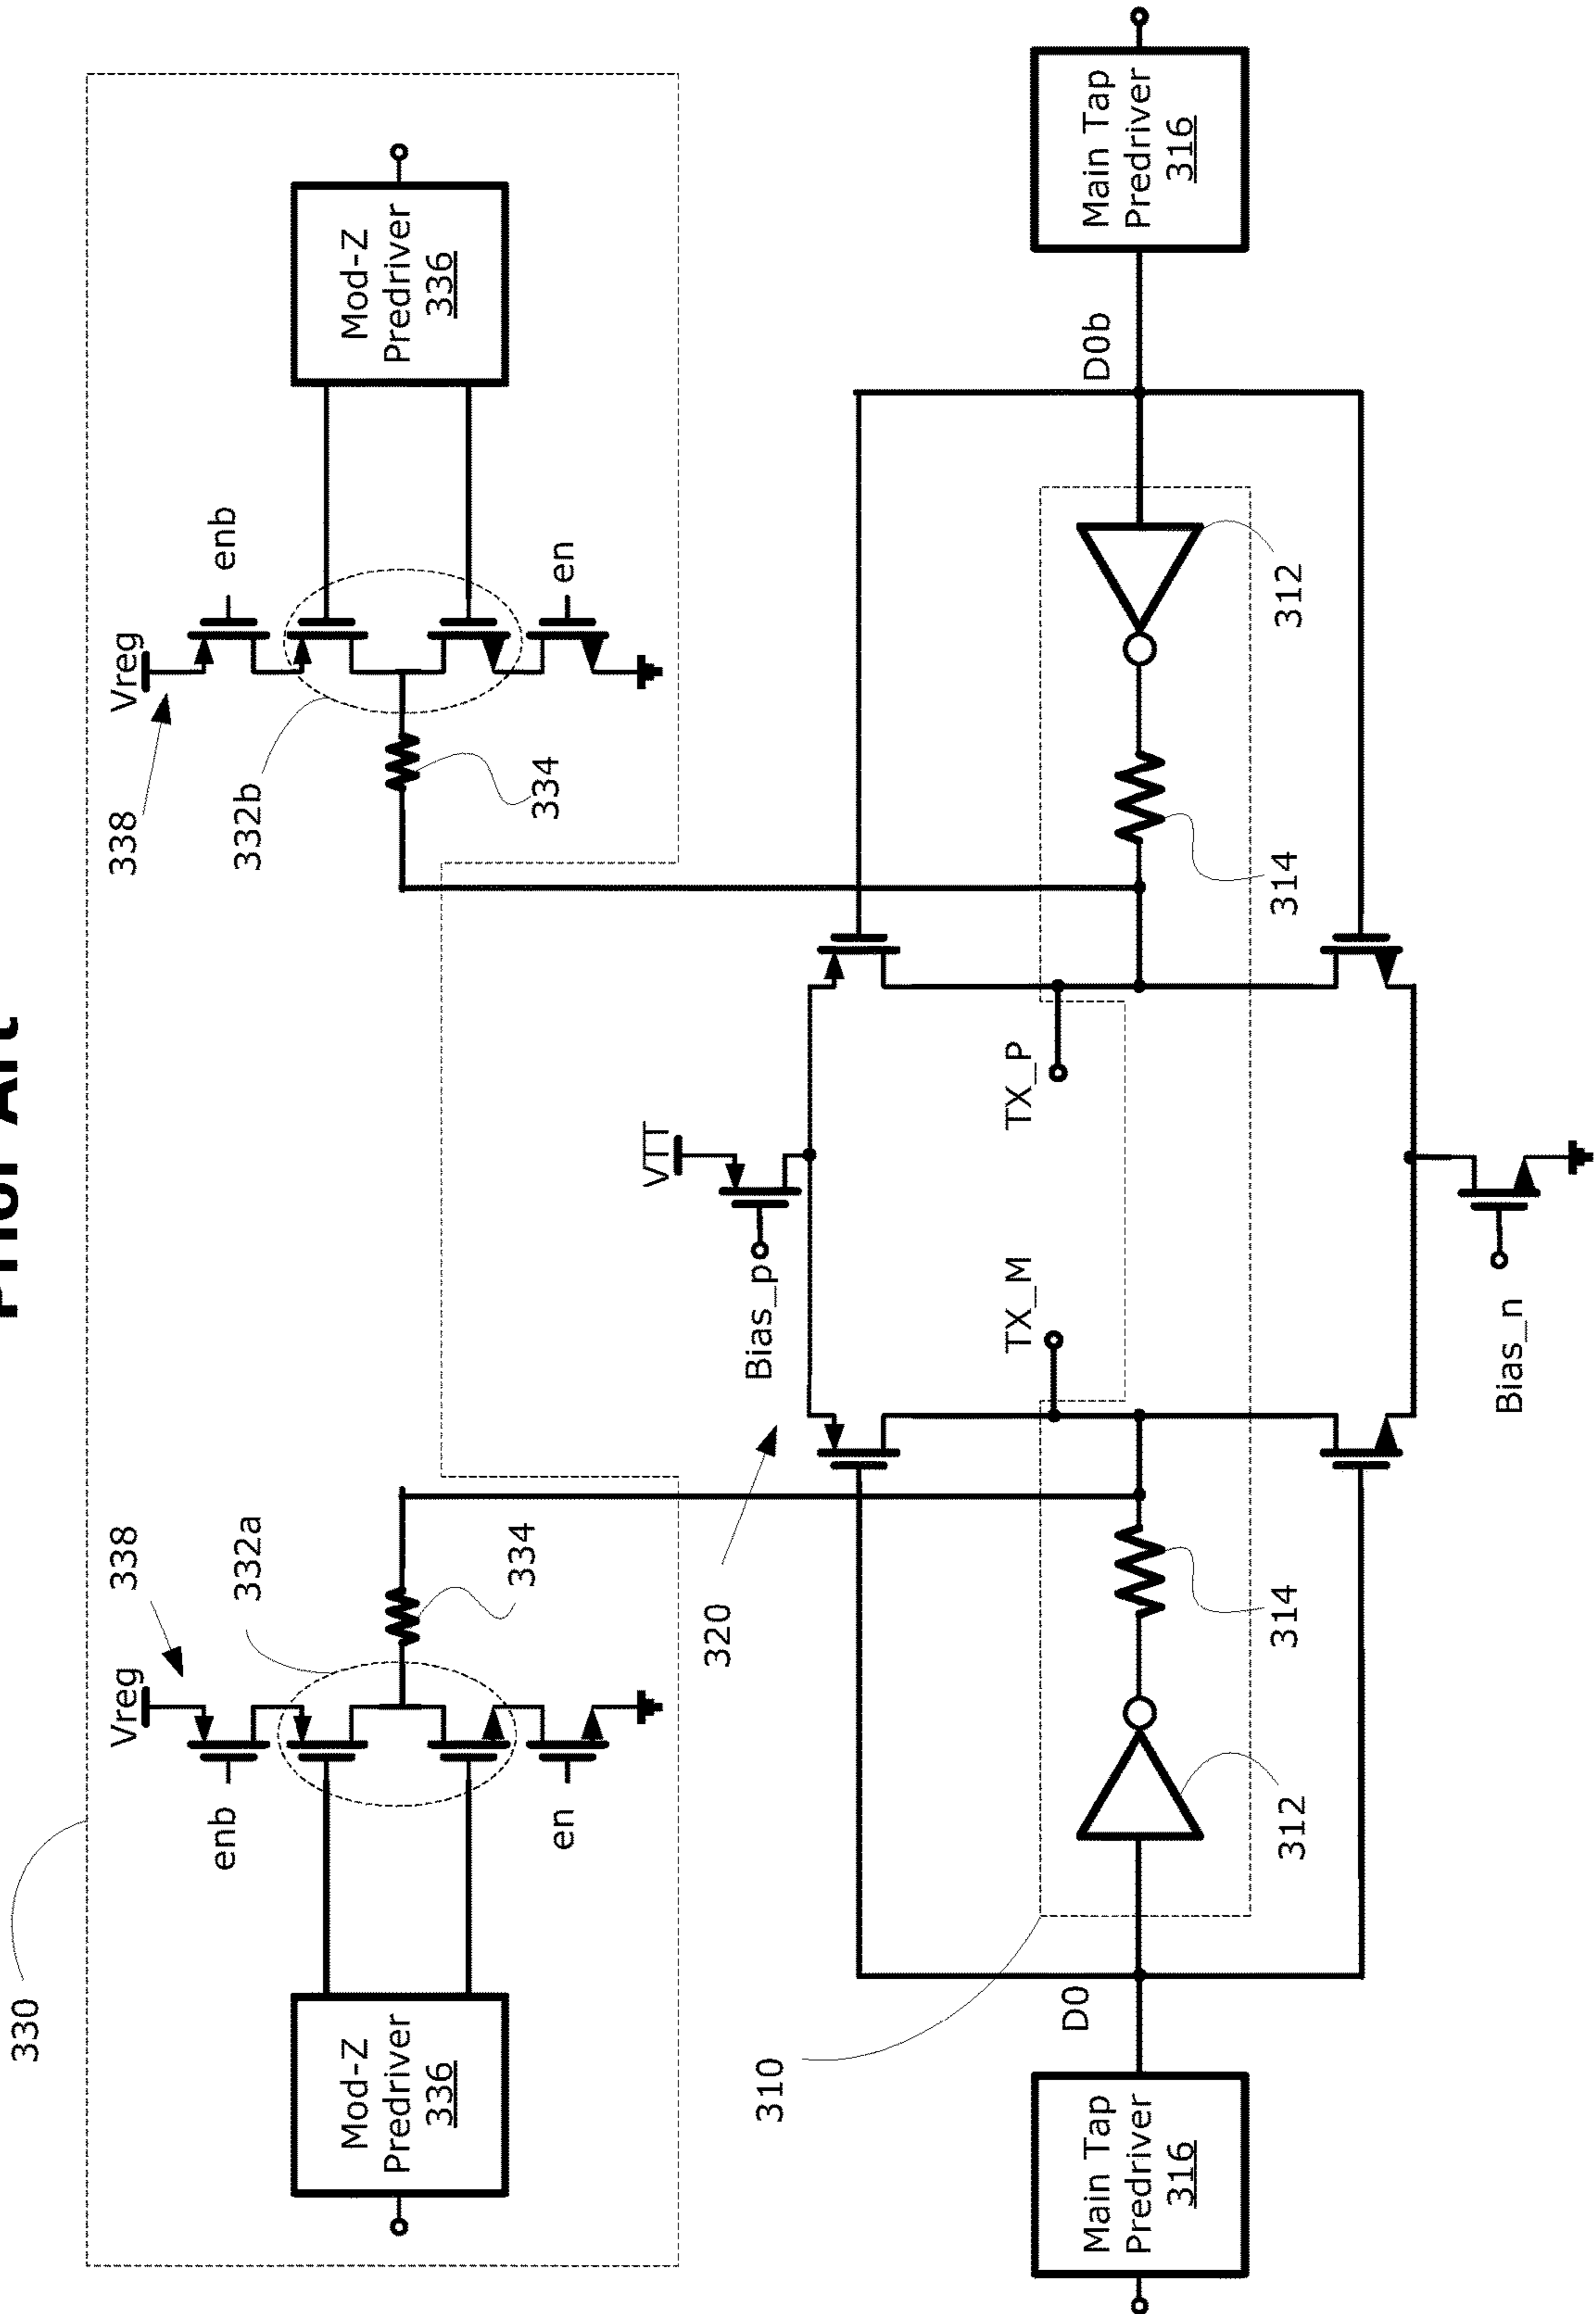 Prior Art
330
338
332a
334
Vreg
enb
en
Mod-Z
Predriver
336
338
332b
334
Vreg
enb
en
Mod-Z
Predriver
336
320
VTT
Bias_p
TX_M
TX_P
310
D0
D0b
Main Tap
Predriver
316
312
314
314
312
Main Tap
Predriver
316
Bias_n